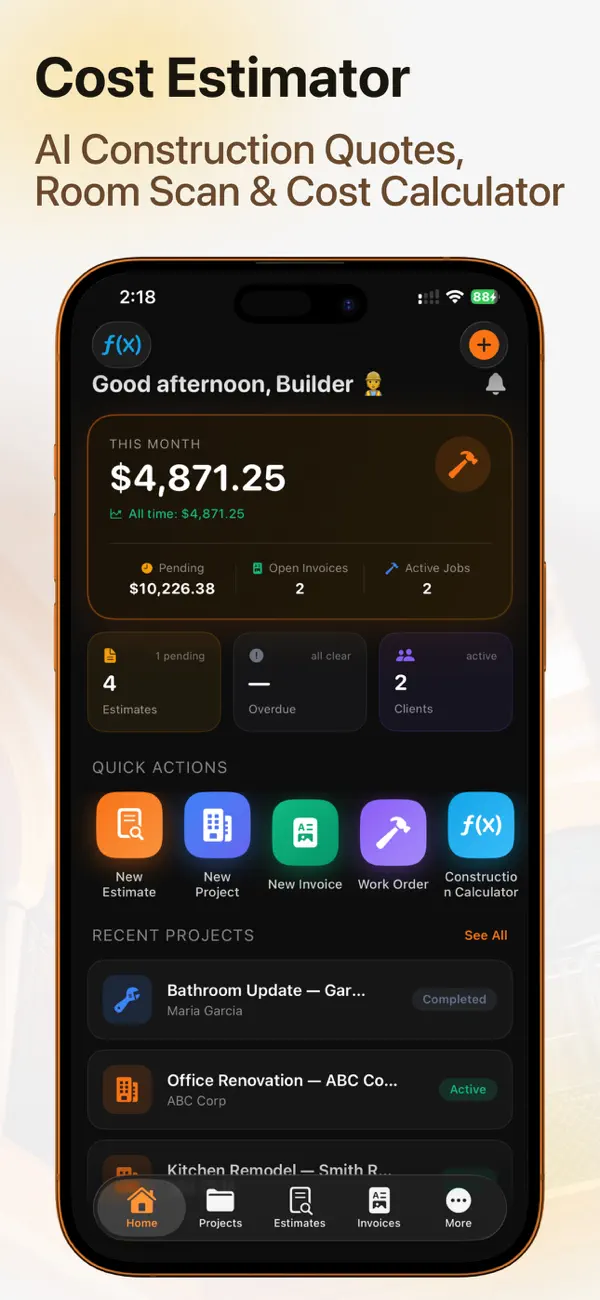 Cost Estimator
AI Construction Quotes,
Room Scan & Cost Calculator
2:18
88
f(x)
Good afternoon, Builder
THIS MONTH
$4,871.25
All time: $4,871.25
Pending
Open Invoices
Active Jobs
$10,226.38
2
2
1 pending
all clear
active
4
—
2
Estimates
Overdue
Clients
QUICK ACTIONS
f(x)
New
Estimate
New
Project
New Invoice
Work Order
Constructio
n Calculator
RECENT PROJECTS
See All
Bathroom Update — Gar...
Maria Garcia
Completed
Office Renovation — ABC Co...
ABC Corp
Active
Kitchen Remodel — Smith R...
Home
Projects
Estimates
Invoices
More